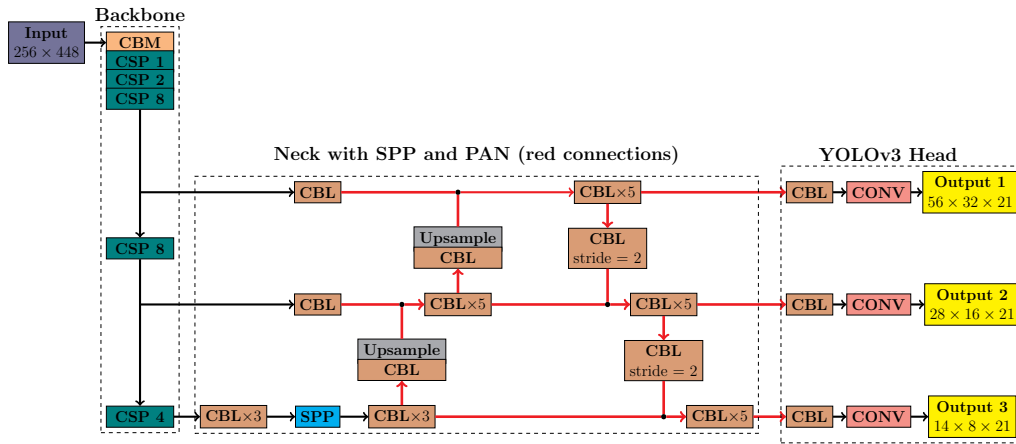 Backbone
Input
256 × 448
CBM
CSP 1
CSP 2
CSP 8
Neck with SPP and PAN (red connections)
YOLOv3 Head
CBL
CBL×5
CBL
CONV
Output 1
56 × 32 × 21
CSP 8
Upsample
CBL
CBL
stride = 2
CBL
CBL×5
CBL×5
CBL
CONV
Output 2
28 × 16 × 21
Upsample
CBL
CBL
stride = 2
CSP 4
CBL×3
SPP
CBL×3
CBL×5
CBL
CONV
Output 3
14 × 8 × 21